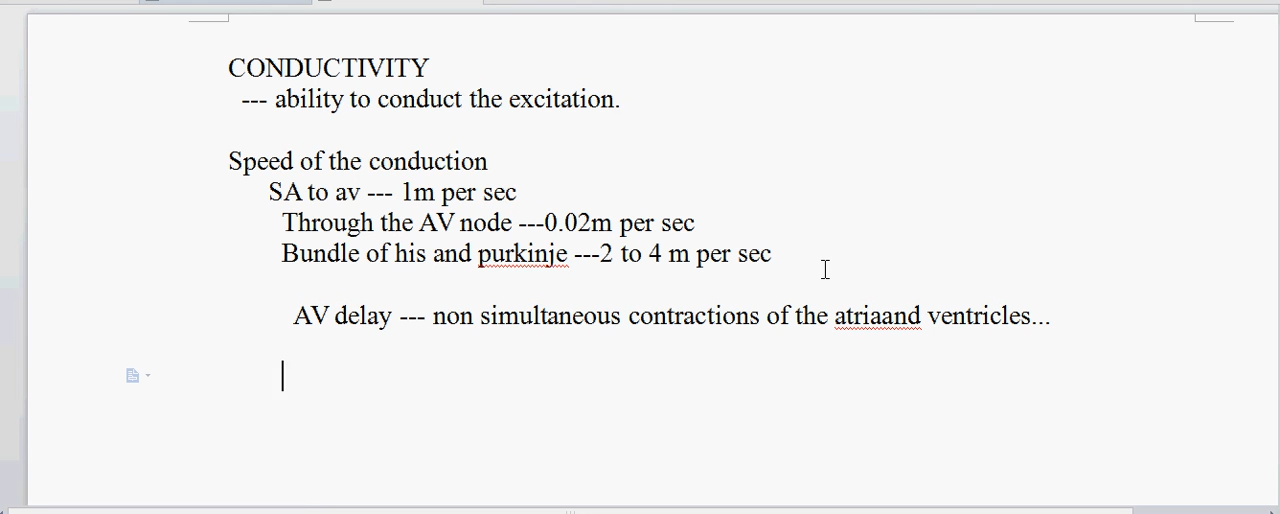 CONDUCTIVITY
--- ability to conduct the excitation.
Speed of the conduction
SA to av --- 1m per sec
Through the AV node ---0.02m per sec
Bundle of his and purkinje ---2 to 4 m per sec
AV delay --- non simultaneous contractions of the atriaand ventricles...